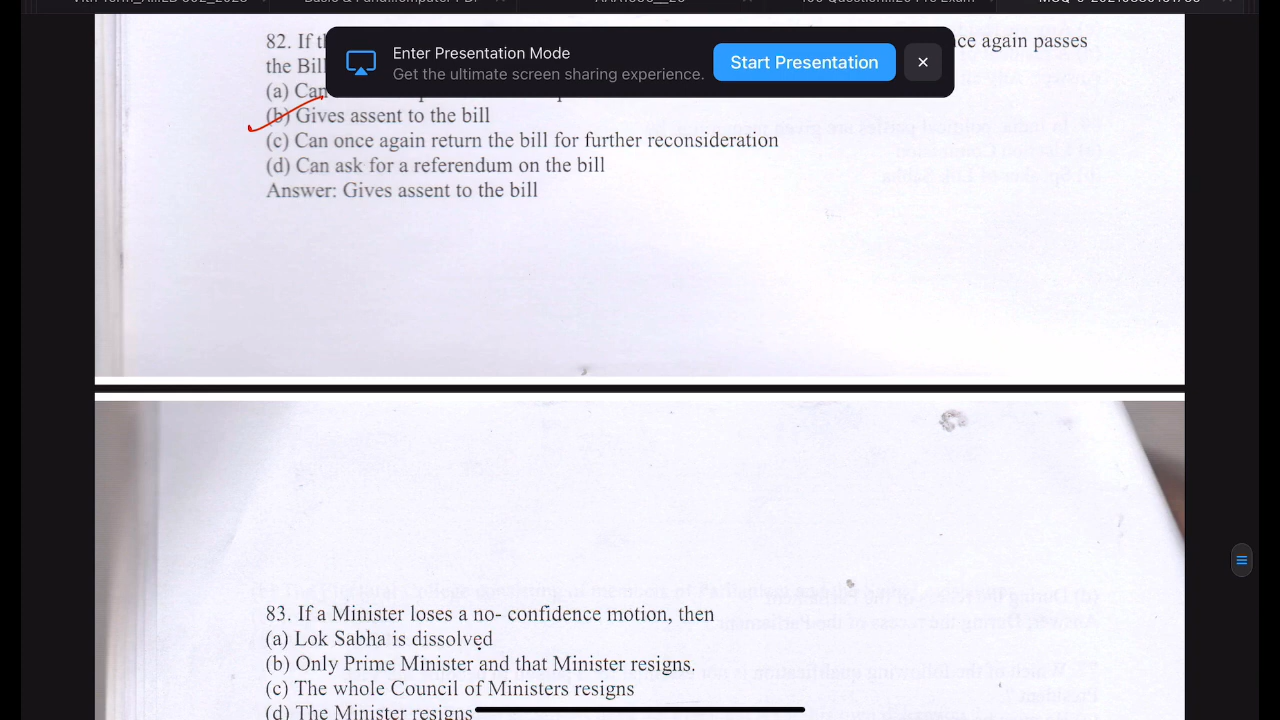 82. If
ce again passes
the Bill
Enter Presentation Mode
Get the ultimate screen sharing experience.
Start Presentation
(a) Can
(b) Gives assent to the bill
(c) Can once again return the bill for further reconsideration
(d) Can ask for a referendum on the bill
Answer: Gives assent to the bill
83. If a Minister loses a no- confidence motion, then
(a) Lok Sabha is dissolved
(b) Only Prime Minister and that Minister resigns.
(c) The whole Council of Ministers resigns
(d) The Minister resigns